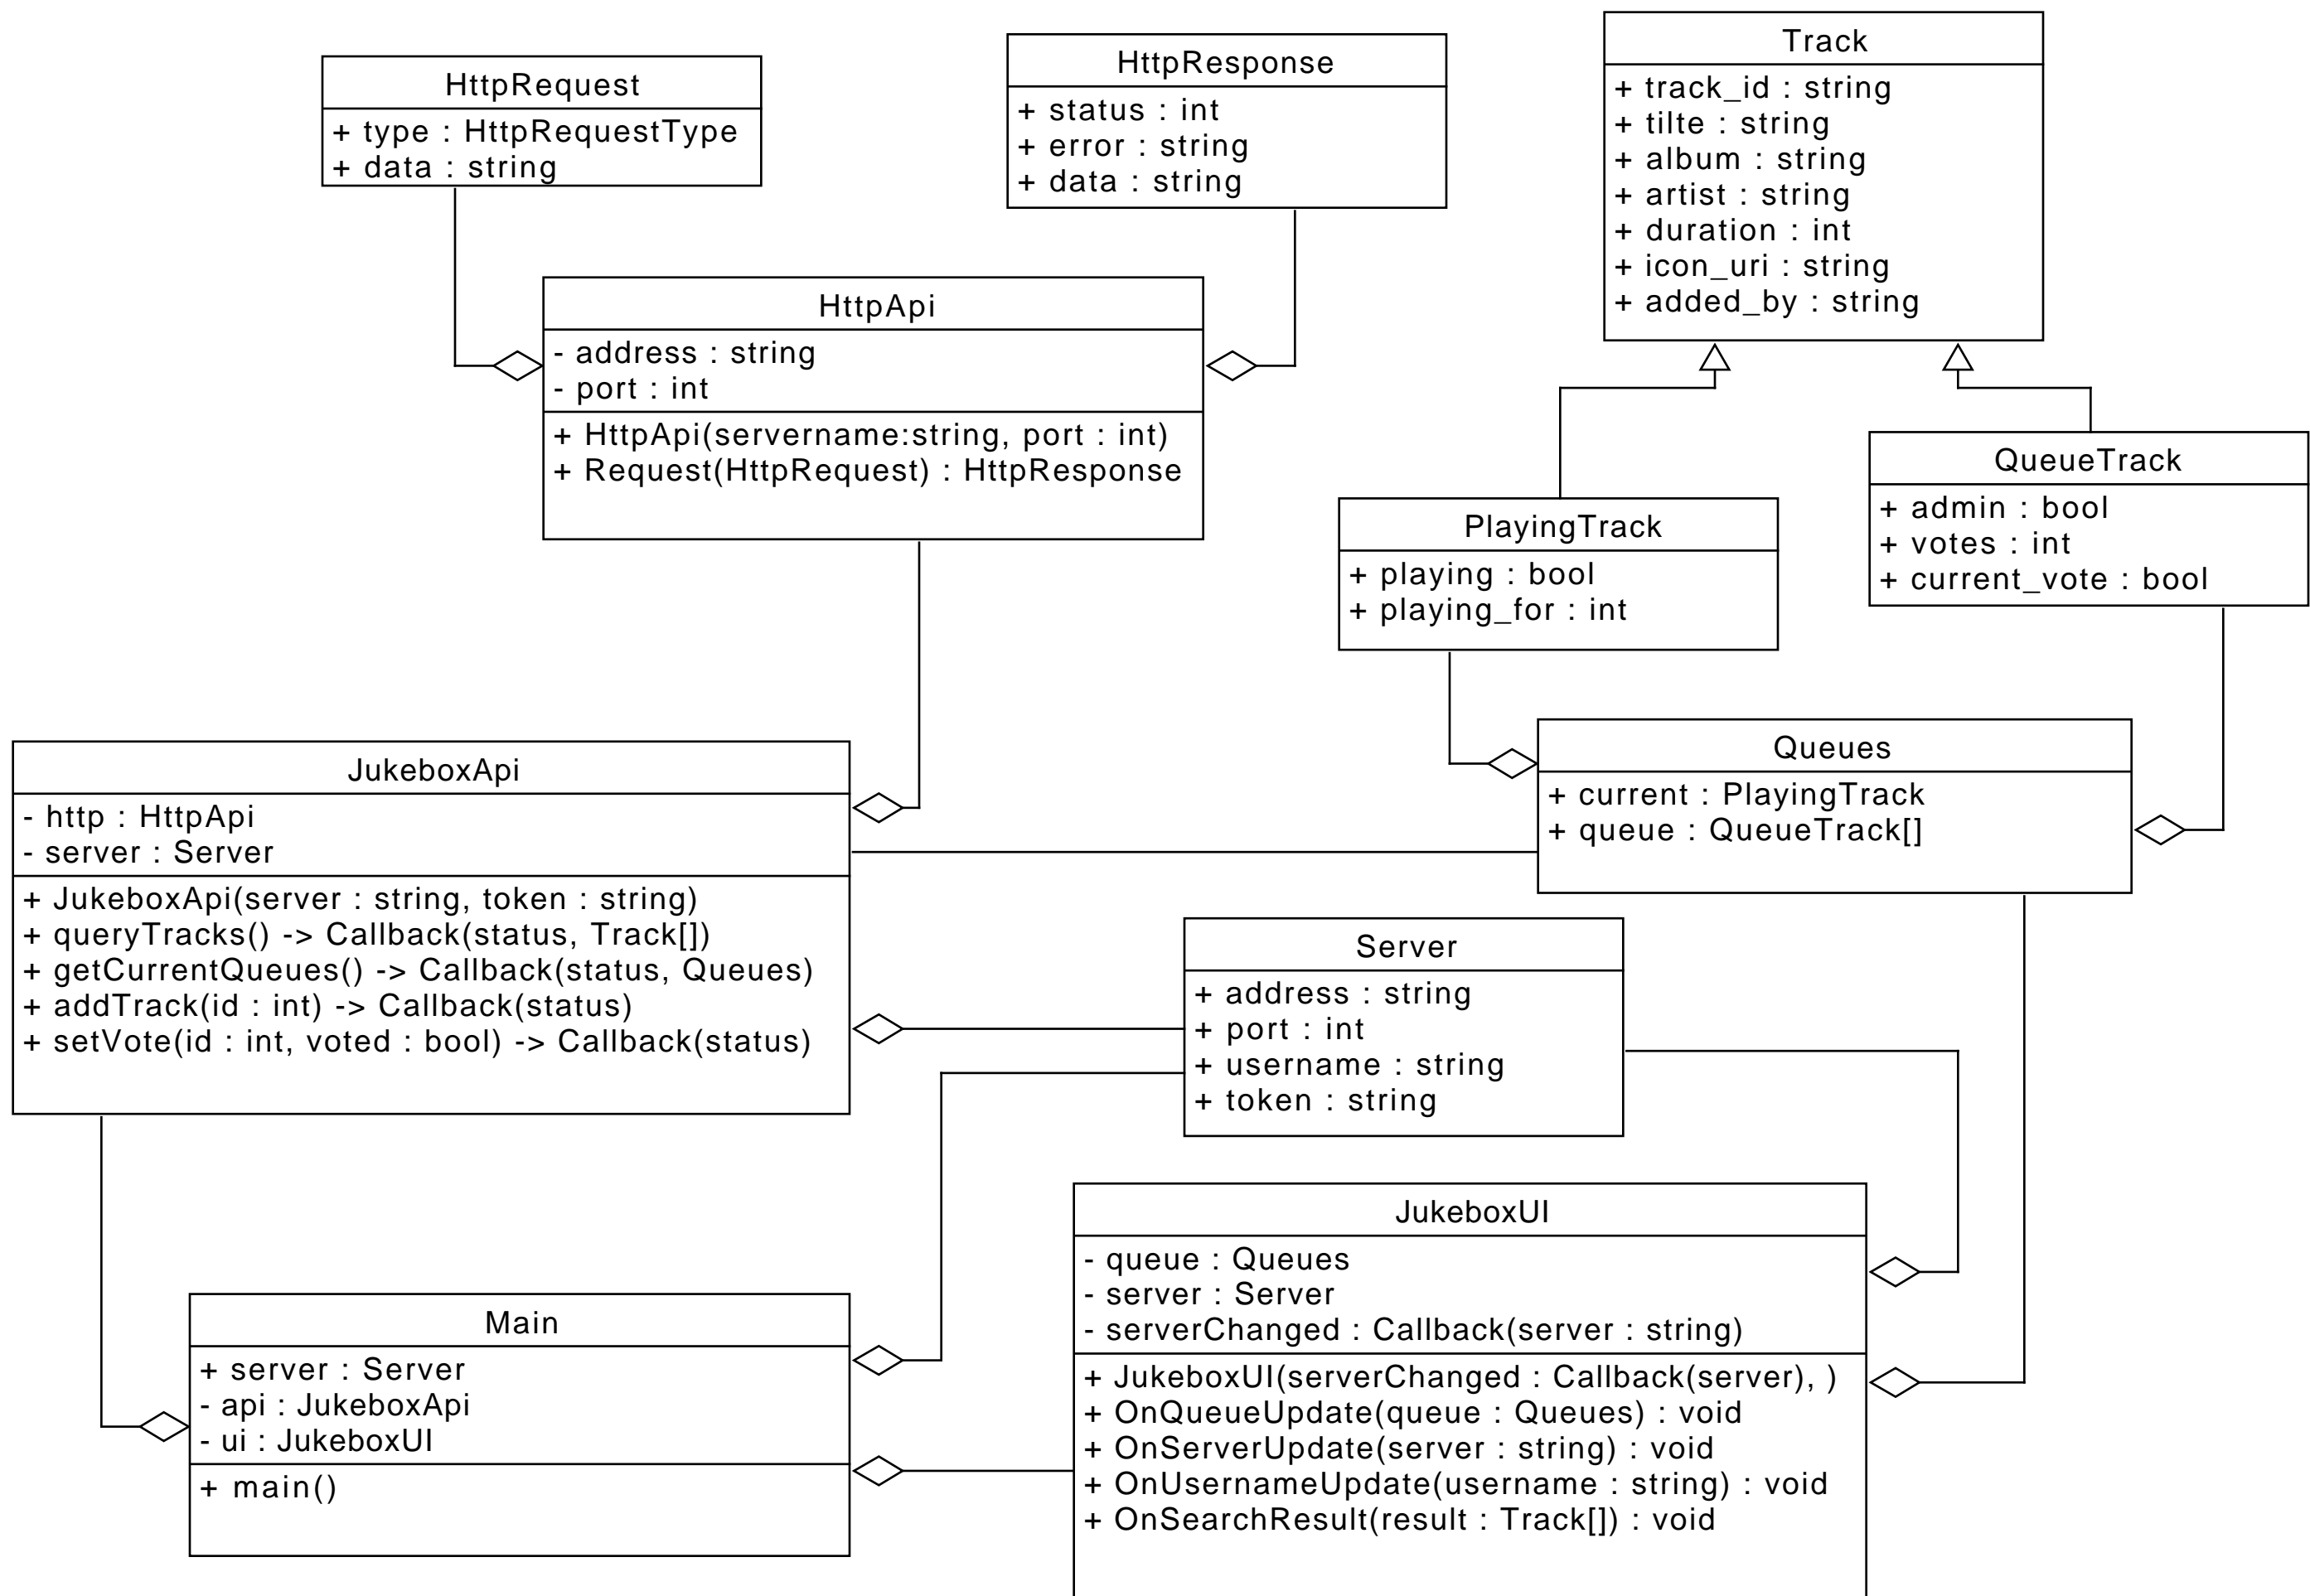 HttpRequest
+ type : HttpRequestType
+ data : string
HttpResponse
+ status : int
+ error : string
+ data : string
Track
+ track_id : string
+ tilte : string
+ album : string
+ artist : string
+ duration : int
+ icon_uri : string
+ added_by : string
HttpApi
- address : string
- port : int
+ HttpApi(servername:string, port : int)
+ Request(HttpRequest) : HttpResponse
PlayingTrack
+ playing : bool
+ playing_for : int
QueueTrack
+ admin : bool
+ votes : int
+ current_vote : bool
JukeboxApi
- http : HttpApi
- server : Server
+ JukeboxApi(server : string, token : string)
+ queryTracks() -> Callback(status, Track[])
+ getCurrentQueues() -> Callback(status, Queues)
+ addTrack(id : int) -> Callback(status)
+ setVote(id : int, voted : bool) -> Callback(status)
Queues
+ current : PlayingTrack
+ queue : QueueTrack[]
Server
+ address : string
+ port : int
+ username : string
+ token : string
Main
+ server : Server
- api : JukeboxApi
- ui : JukeboxUI
+ main()
JukeboxUI
- queue : Queues
- server : Server
- serverChanged : Callback(server : string)
+ JukeboxUI(serverChanged : Callback(server), )
+ OnQueueUpdate(queue : Queues) : void
+ OnServerUpdate(server : string) : void
+ OnUsernameUpdate(username : string) : void
+ OnSearchResult(result : Track[]) : void